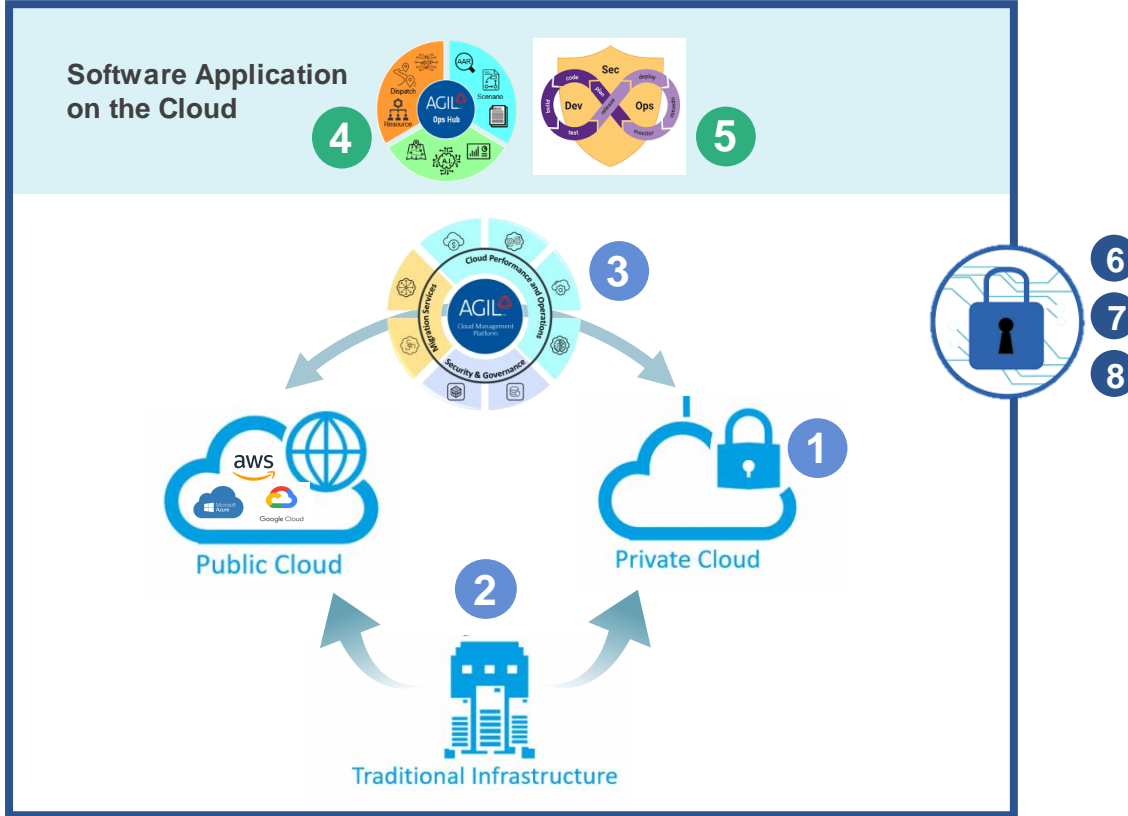 Software Application
on the Cloud
4
AGIL
Ops Hub
Dispatch
Resource
AAR
Scenario
A.I.
Sec
Dev
Ops
code
plan
build
test
release
deploy
operate
monitor
5
3
Cloud Performance and Operations
Migration Services
Security & Governance
AGIL
Cloud Management
Platform
6
7
8
aws
Microsoft
Azure
Google Cloud
Public Cloud
1
Private Cloud
2
Traditional Infrastructure